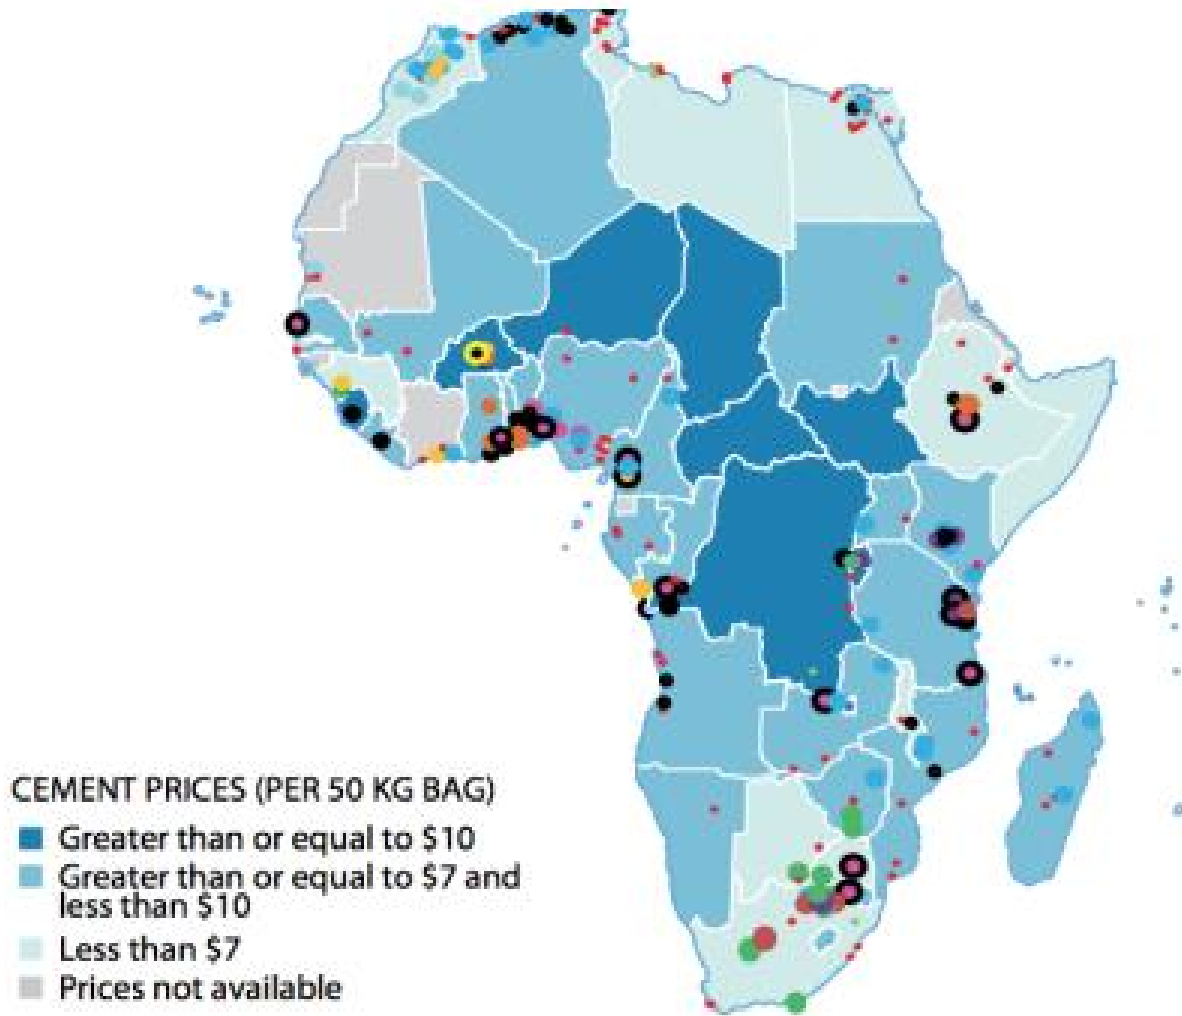 CEMENT PRICES (PER 50 KG BAG)
Greater than or equal to $10
Greater than or equal to $7 and
less than $10
Less than $7
Prices not available